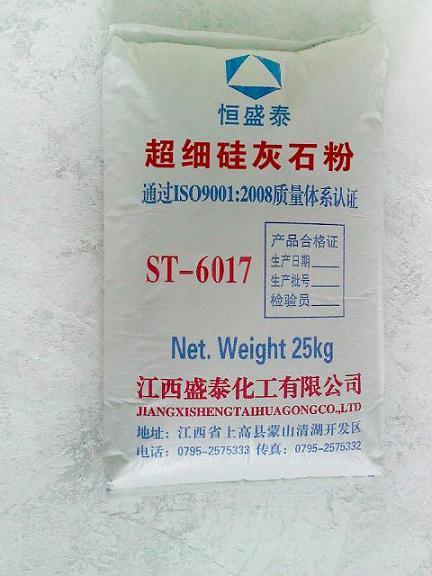 恒盛泰
超细硅灰石粉
通过ISO9001:2008质量体系认证
ST-6017
产品合格证
生产日期
生产批号
检验员
Net. Weight 25kg
江西盛泰化工有限公司
JIANGXISHENGTAIHUAGONGCO.,LTD
地址：江西省上高县蒙山清湖开发区
电话：0795-2575333 传真：0795-2575332